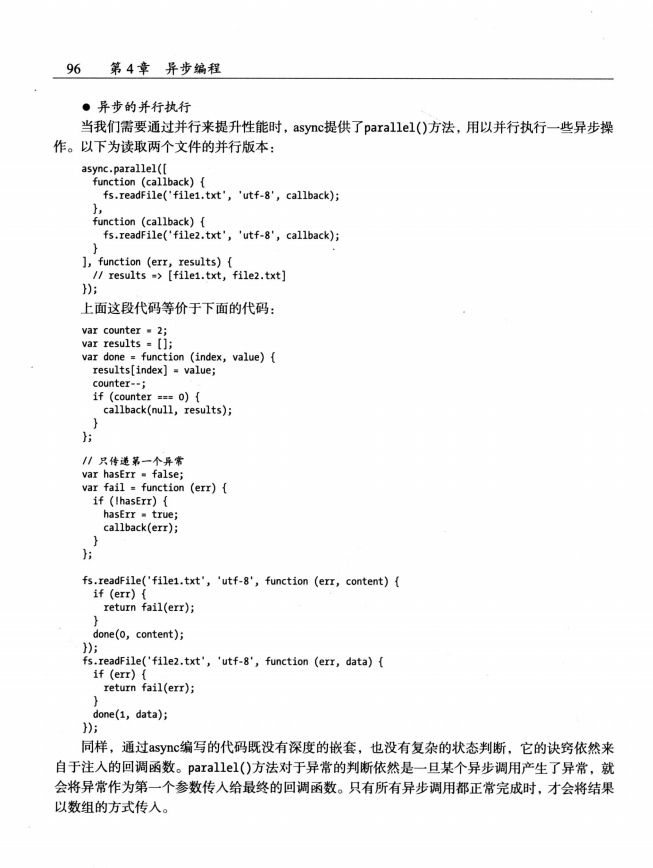 96 第4章 异步编程
● 异步的并行执行
当我们需要通过并行来提升性能时，async提供了parallel()方法，用以并行执行一些异步操
作。以下为读取两个文件的并行版本：
async.parallel([
function (callback) {
fs.readFile('file1.txt', 'utf-8', callback);
},
function (callback) {
fs.readFile('file2.txt', 'utf-8', callback);
}
], function (err, results) {
// results => [file1.txt, file2.txt]
});
上面这段代码等价于下面的代码：
var counter = 2;
var results = [];
var done = function (index, value) {
results[index] = value;
counter--;
if (counter === 0) {
callback(null, results);
}
};
// 只传递第一个异常
var hasErr = false;
var fail = function (err) {
if (!hasErr) {
hasErr = true;
callback(err);
}
};
fs.readFile('file1.txt', 'utf-8', function (err, content) {
if (err) {
return fail(err);
}
done(0, content);
});
fs.readFile('file2.txt', 'utf-8', function (err, data) {
if (err) {
return fail(err);
}
done(1, data);
});
同样，通过async编写的代码既没有深度的嵌套，也没有复杂的状态判断，它的诀窍依然来
自于注入的回调函数。parallel()方法对于异常的判断依然是一旦某个异步调用产生了异常，就
会将异常作为第一个参数传入给最终的回调函数。只有所有异步调用都正常完成时，才会将结果
以数组的方式传入。